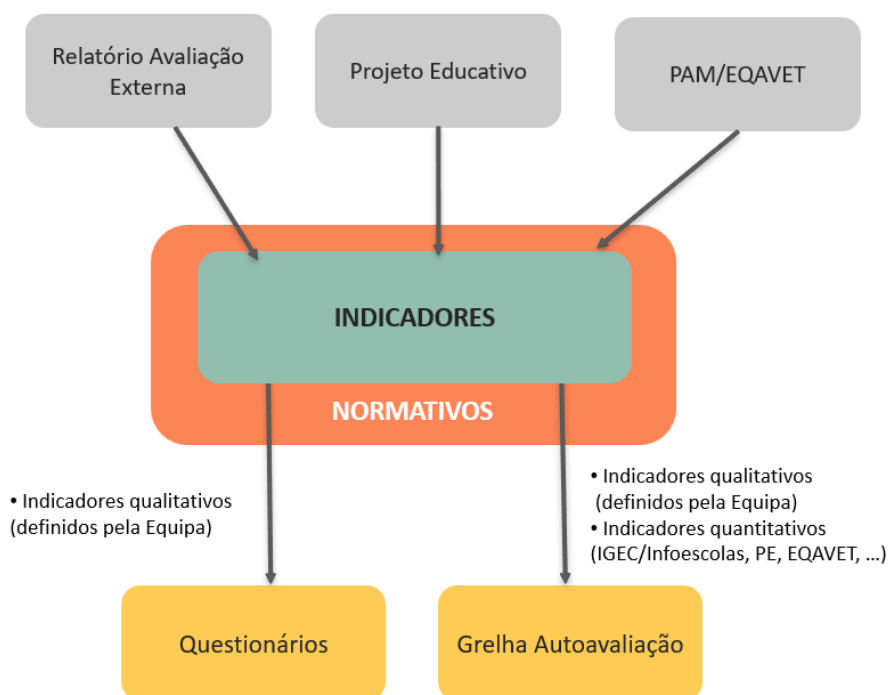 Relatório Avaliação
Externa
Projeto Educativo
PAM/EQAVET
INDICADORES
NORMATIVOS
• Indicadores qualitativos
(definidos pela Equipa)
• Indicadores qualitativos
(definidos pela Equipa)
• Indicadores quantitativos
(IGEC/Infoescolas, PE, EQAVET, ...)
Questionários
Grelha Autoavaliação